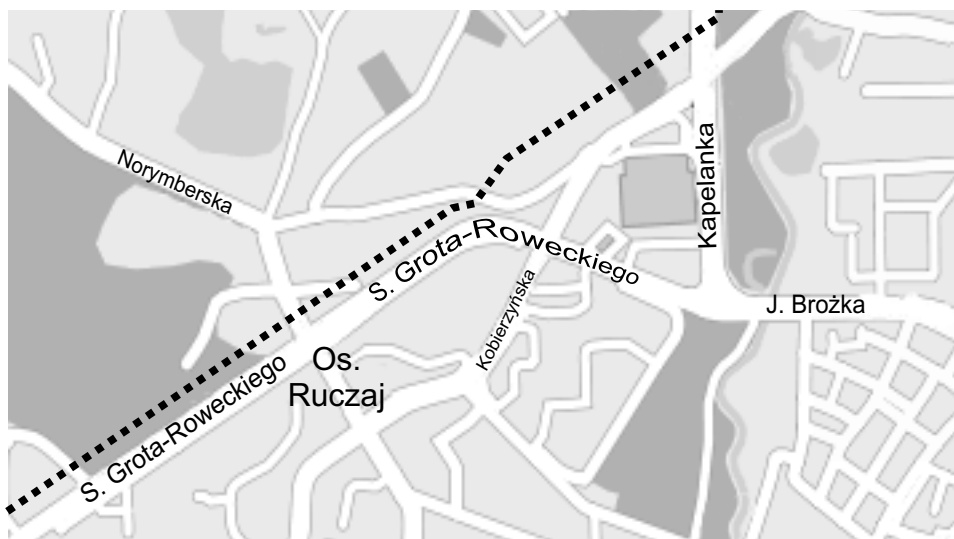 Norymberska
Kapelanka
S. Grota-Roweckiego
J. Brożka
Kobierzyńska
Os.
Ruczaj
S. Grota-Roweckiego